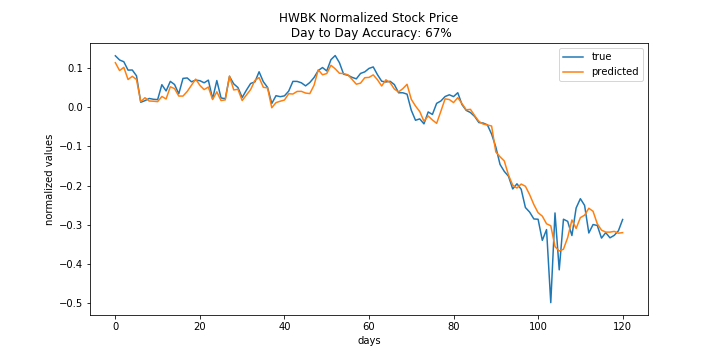 HWBK Normalized Stock Price
Day to Day Accuracy: 67%
true
predicted
normalized values
0.1
0.0
−0.1
−0.2
−0.3
−0.4
−0.5
0 20 40 60 80 100 120
days